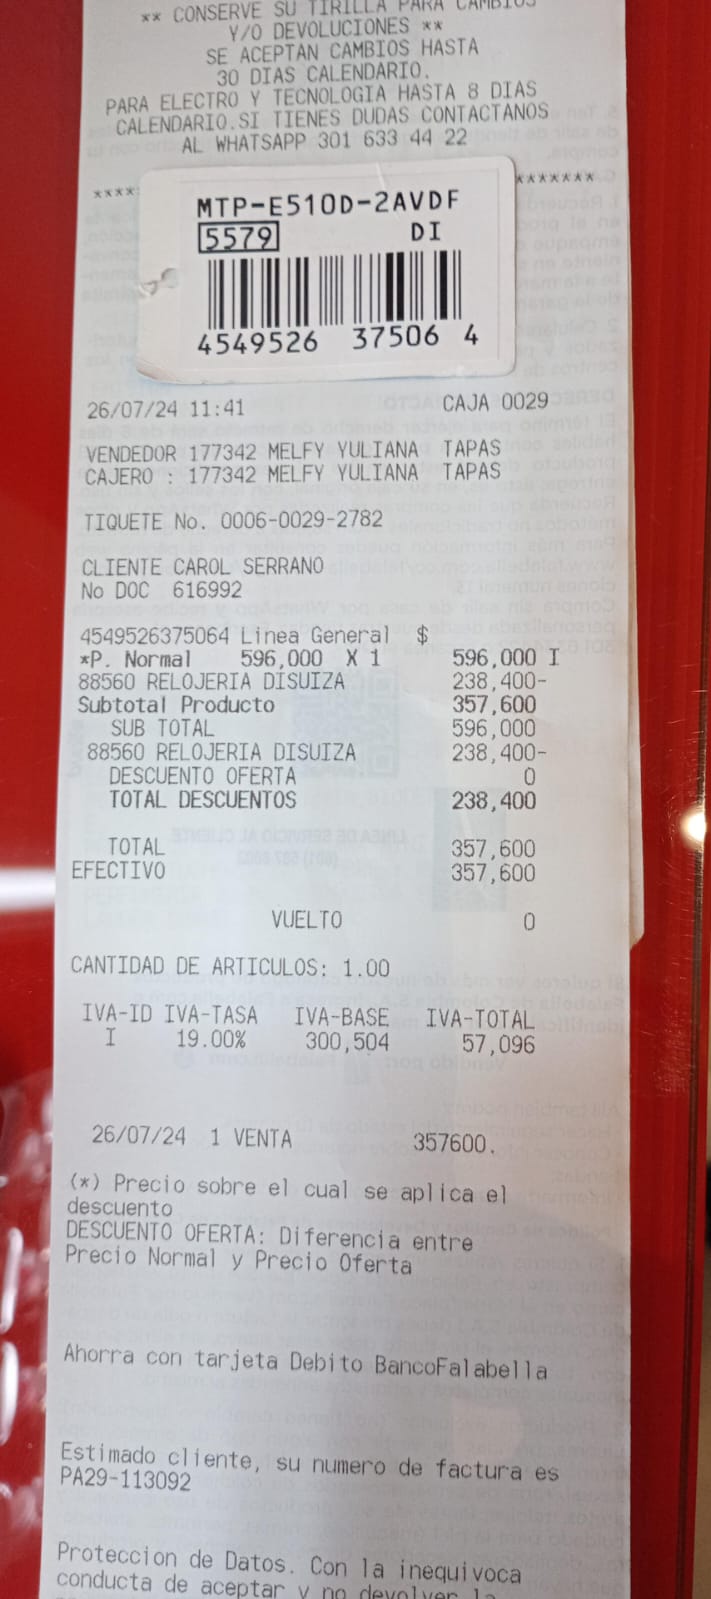 ** CONSERVE SU TIRILLA PARA CAMBIOS
Y/O DEVOLUCIONES **
SE ACEPTAN CAMBIOS HASTA
30 DIAS CALENDARIO.
PARA ELECTRO Y TECNOLOGIA HASTA 8 DIAS
CALENDARIO.SI TIENES DUDAS CONTACTANOS
AL WHATSAPP 301 633 44 22
**** *******
MTP-E510D-2AVDF
5579 DI
4549526 37506 4
26/07/24 11:41 CAJA 0029
VENDEDOR 177342 MELFY YULIANA TAPAS
CAJERO : 177342 MELFY YULIANA TAPAS
TIQUETE No. 0006-0029-2782
CLIENTE CAROL SERRANO
No DOC 616992
4549526375064 Linea General $
*P. Normal 596,000 X 1 596,000 I
88560 RELOJERIA DISUIZA 238,400-
Subtotal Producto 357,600
SUB TOTAL 596,000
88560 RELOJERIA DISUIZA 238,400-
DESCUENTO OFERTA 0
TOTAL DESCUENTOS 238,400
TOTAL 357,600
EFECTIVO 357,600
VUELTO 0
CANTIDAD DE ARTICULOS: 1.00
IVA-ID IVA-TASA IVA-BASE IVA-TOTAL
I 19.00% 300,504 57,096
26/07/24 1 VENTA 357600.
(*) Precio sobre el cual se aplica el
descuento
DESCUENTO OFERTA: Diferencia entre
Precio Normal y Precio Oferta
Ahorra con tarjeta Debito BancoFalabella
Estimado cliente, su numero de factura es
PA29-113092
Proteccion de Datos. Con la inequivoca
conducta de aceptar y no devolver la